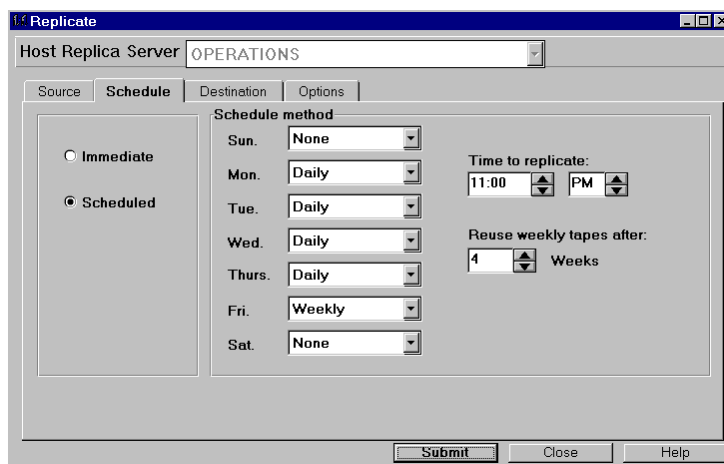 Replicate
Host Replica Server OPERATIONS
Source Schedule Destination Options
Schedule method
Immediate
Scheduled
Sun. None
Mon. Daily
Tue. Daily
Wed. Daily
Thurs. Daily
Fri. Weekly
Sat. None
Time to replicate:
11:00 PM
Reuse weekly tapes after:
4 Weeks
Submit Close Help